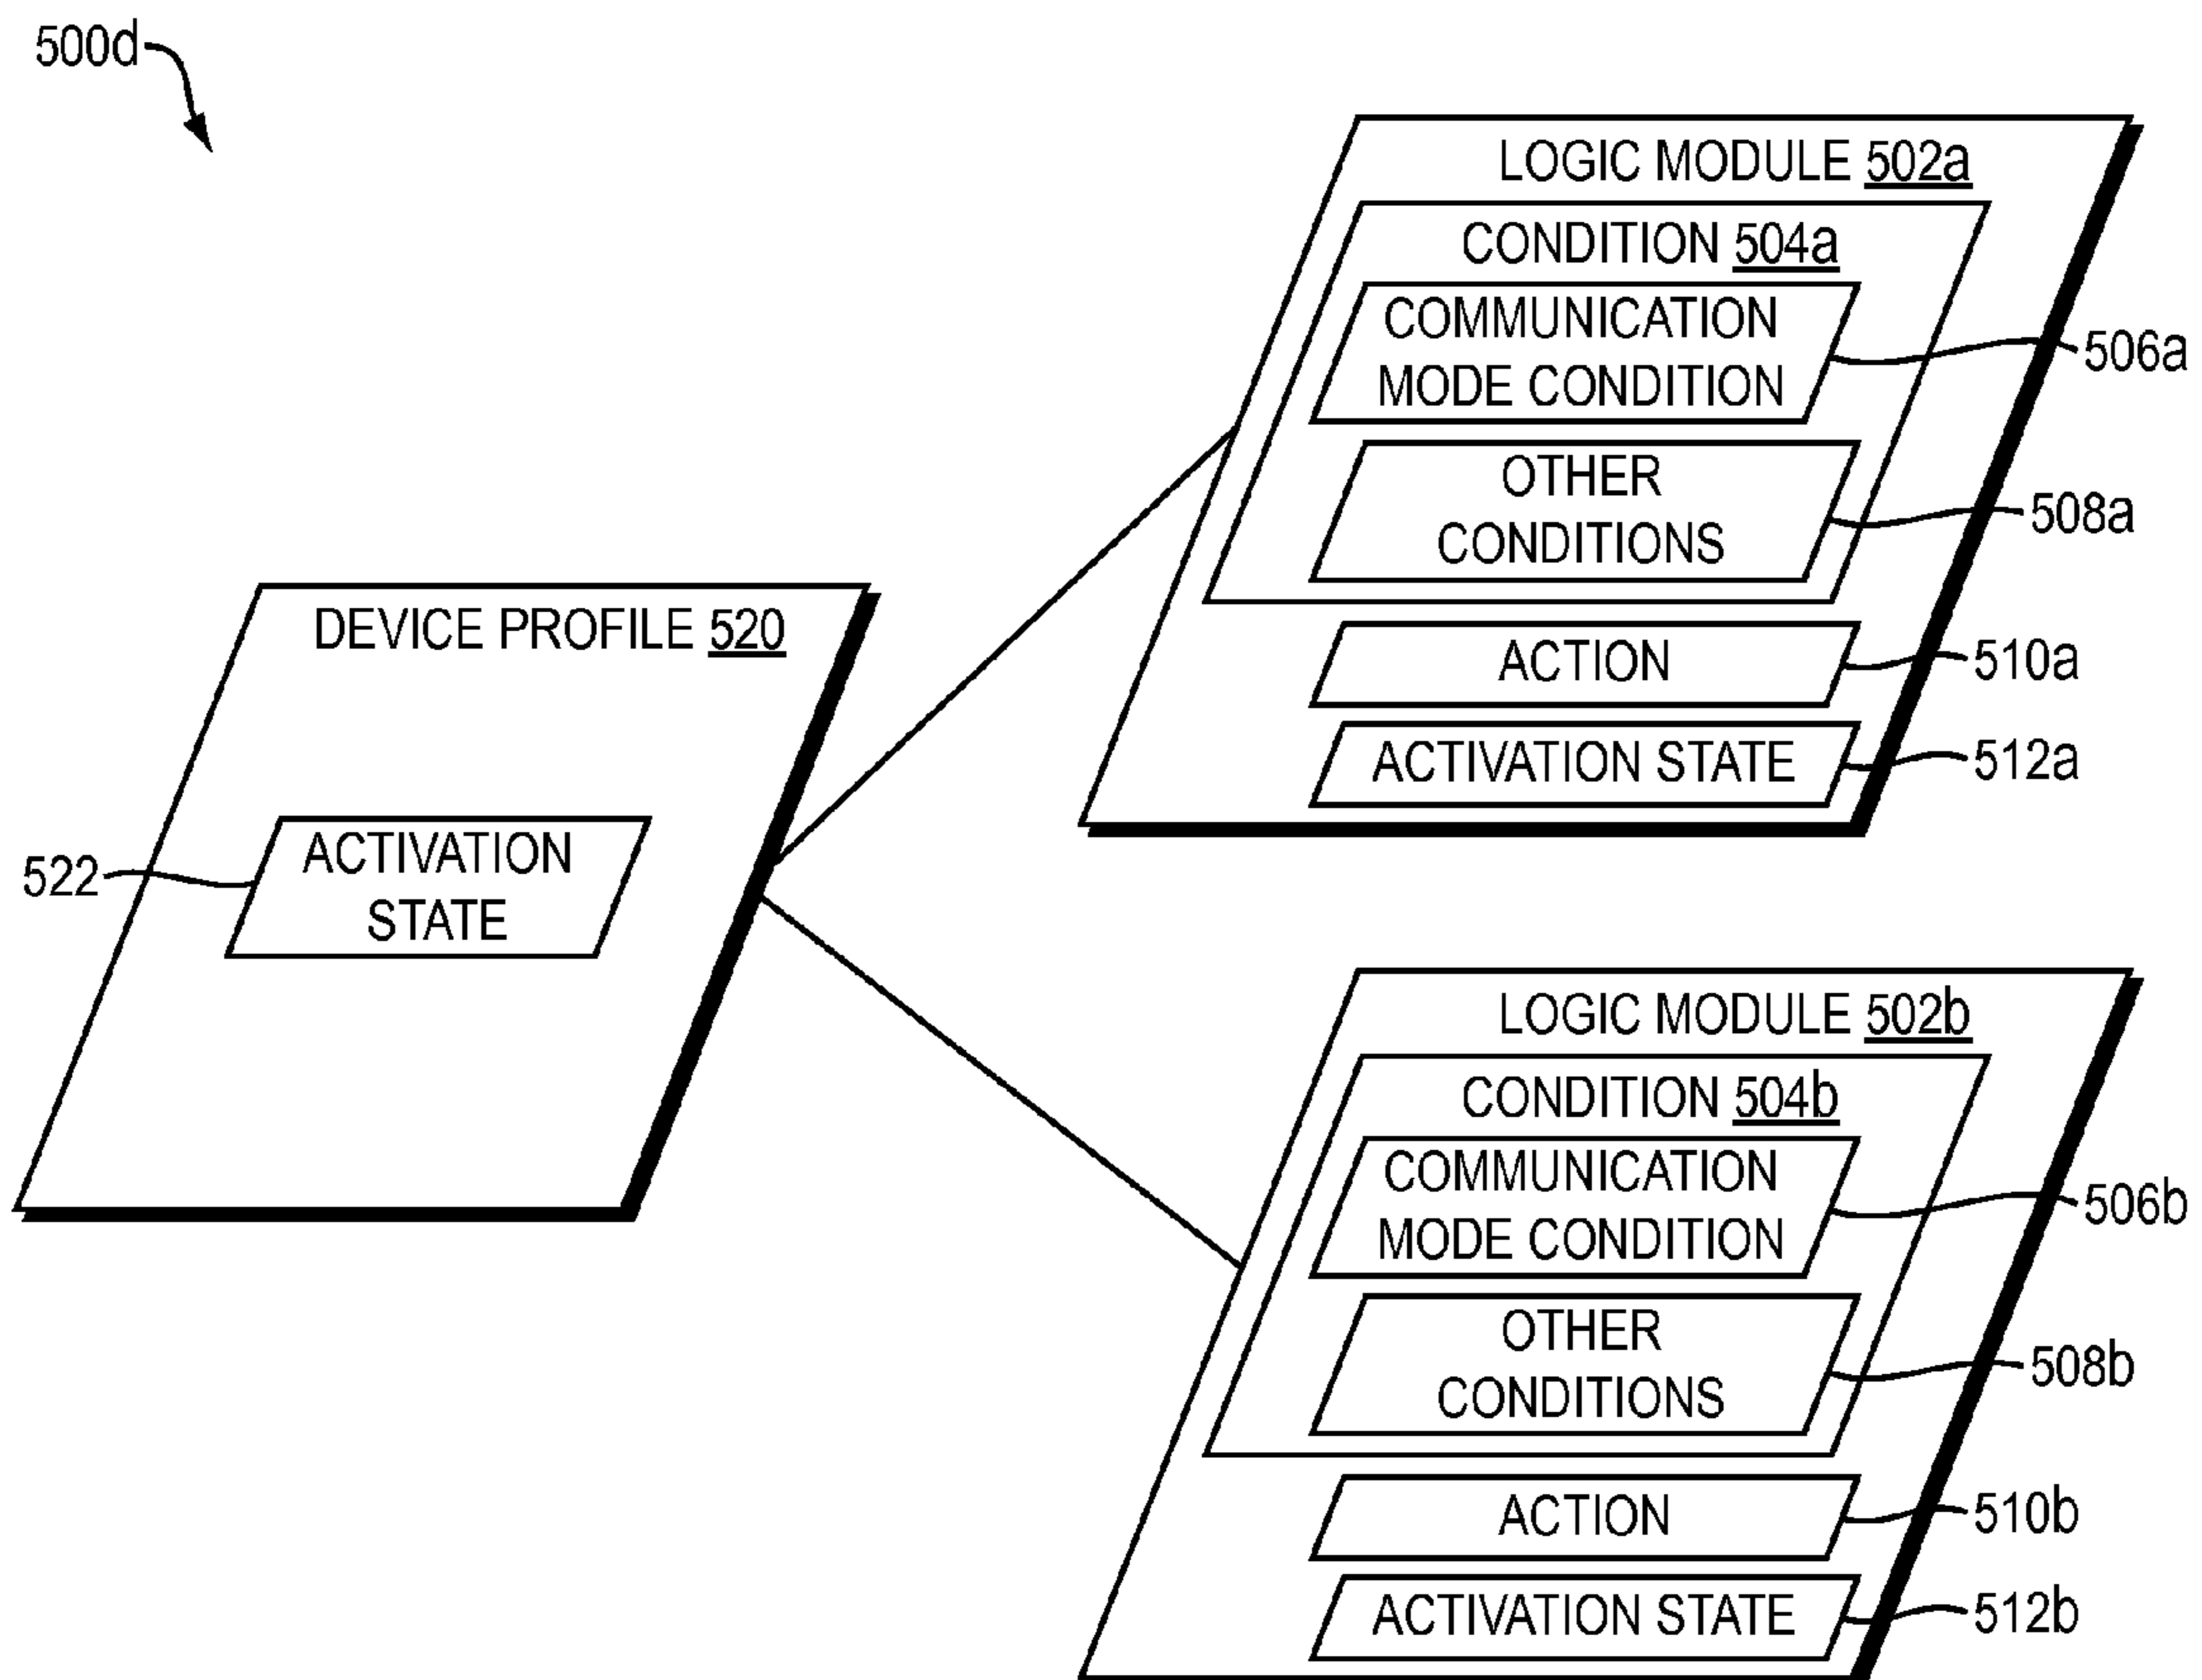 500d
LOGIC MODULE 502a
CONDITION 504a
COMMUNICATION
MODE CONDITION
506a
OTHER
CONDITIONS
508a
ACTION
510a
ACTIVATION STATE
512a
DEVICE PROFILE 520
ACTIVATION
STATE
522
LOGIC MODULE 502b
CONDITION 504b
COMMUNICATION
MODE CONDITION
506b
OTHER
CONDITIONS
508b
ACTION
510b
ACTIVATION STATE
512b